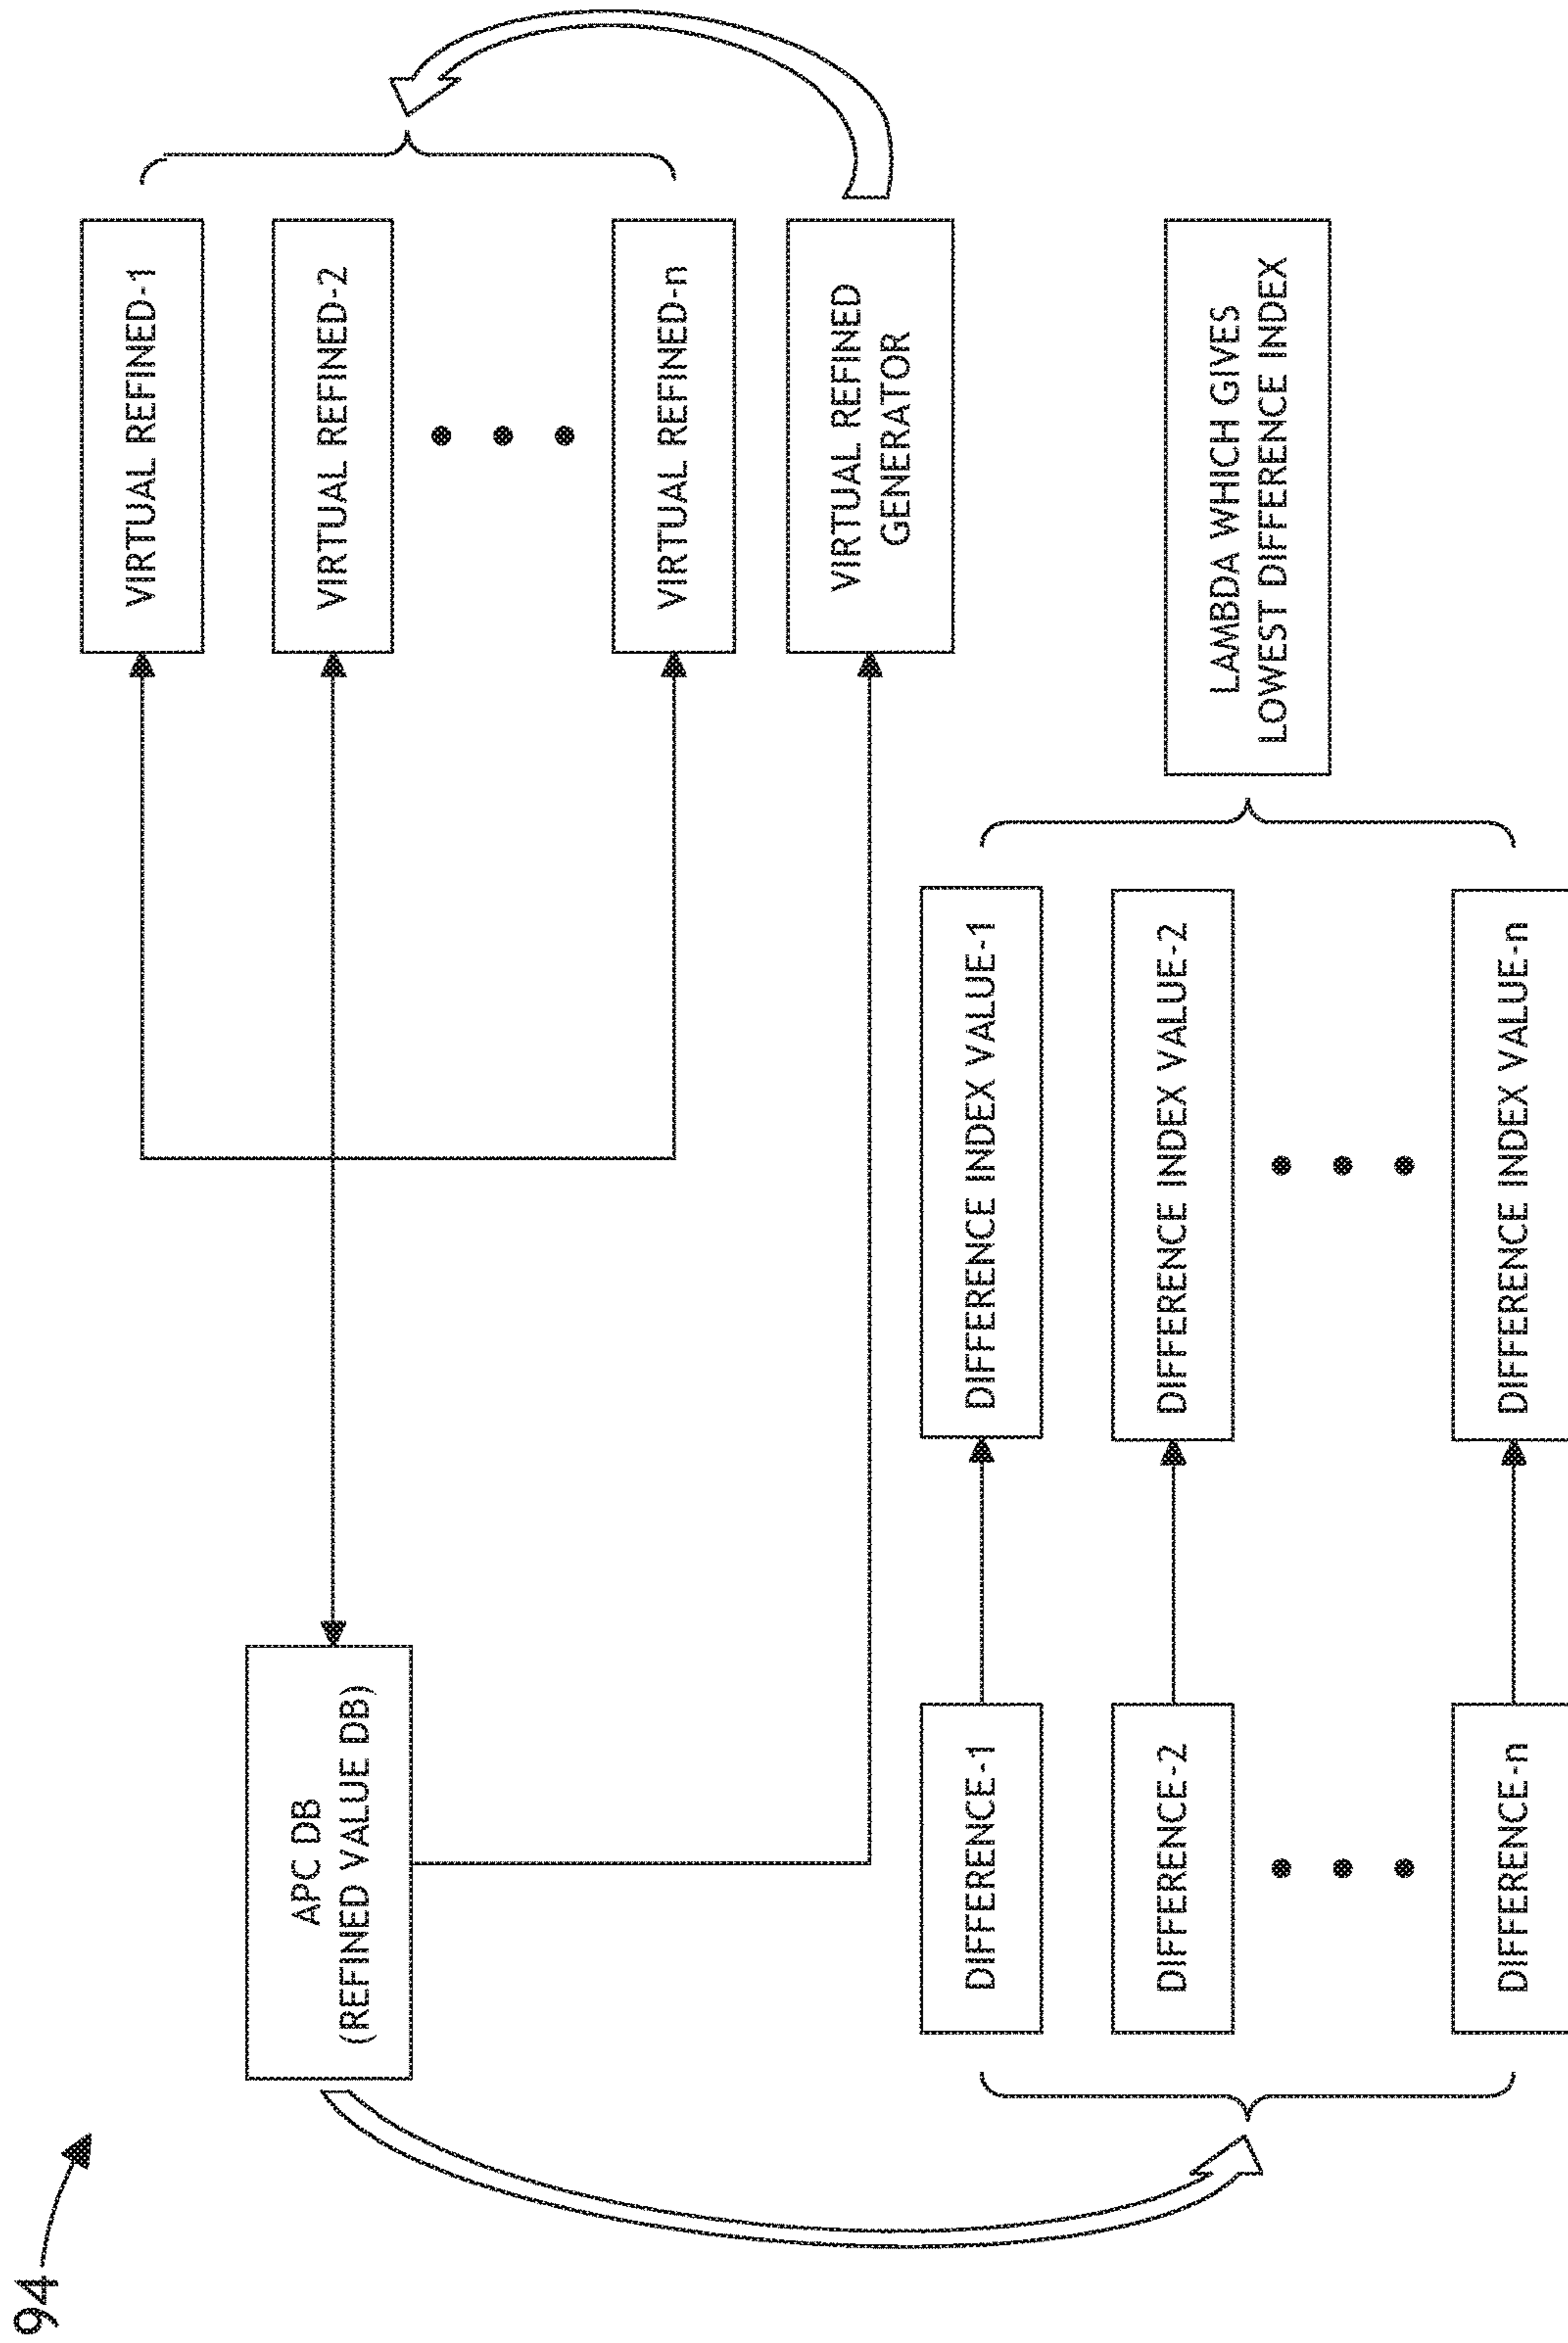 94
APC DB
(REFINED VALUE DB)
VIRTUAL REFINED-1
VIRTUAL REFINED-2
VIRTUAL REFINED-n
VIRTUAL REFINED
GENERATOR
DIFFERENCE-1
DIFFERENCE-2
DIFFERENCE-n
DIFFERENCE INDEX VALUE-1
DIFFERENCE INDEX VALUE-2
DIFFERENCE INDEX VALUE-n
LAMBDA WHICH GIVES
LOWEST DIFFERENCE INDEX